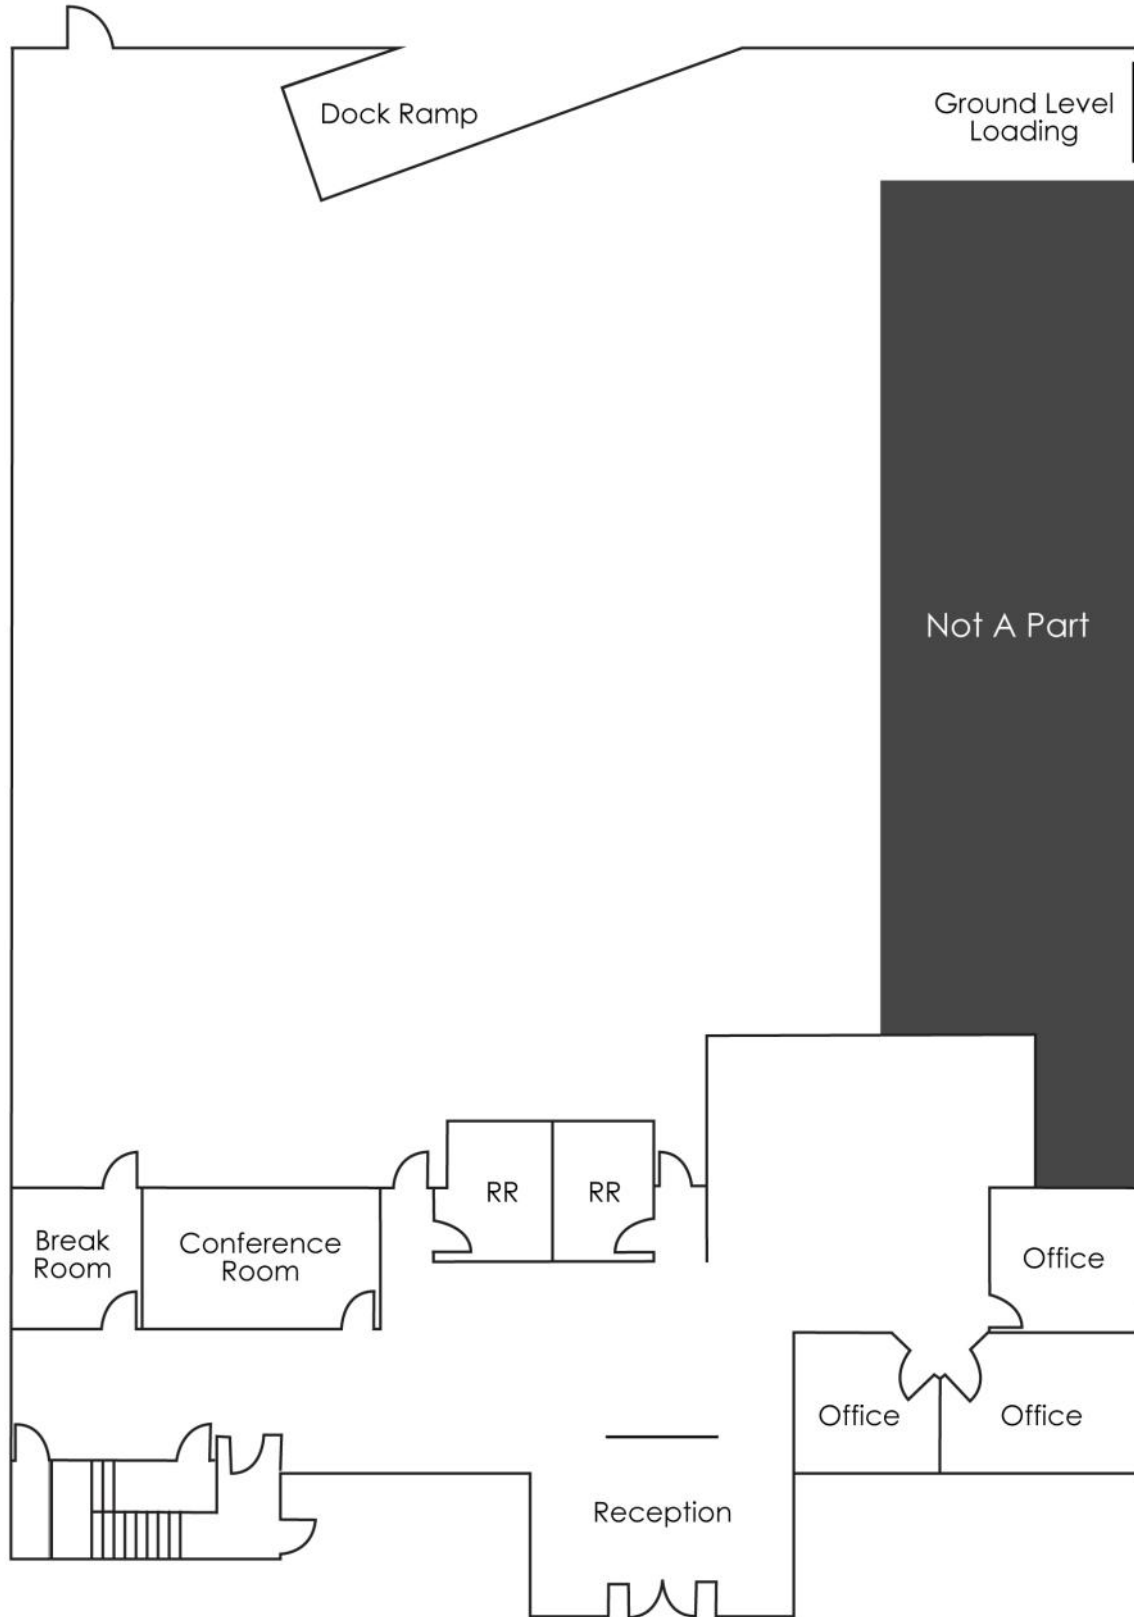 Dock Ramp
Ground Level
Loading
Not A Part
RR
RR
Break
Room
Conference
Room
Office
Office
Office
Reception